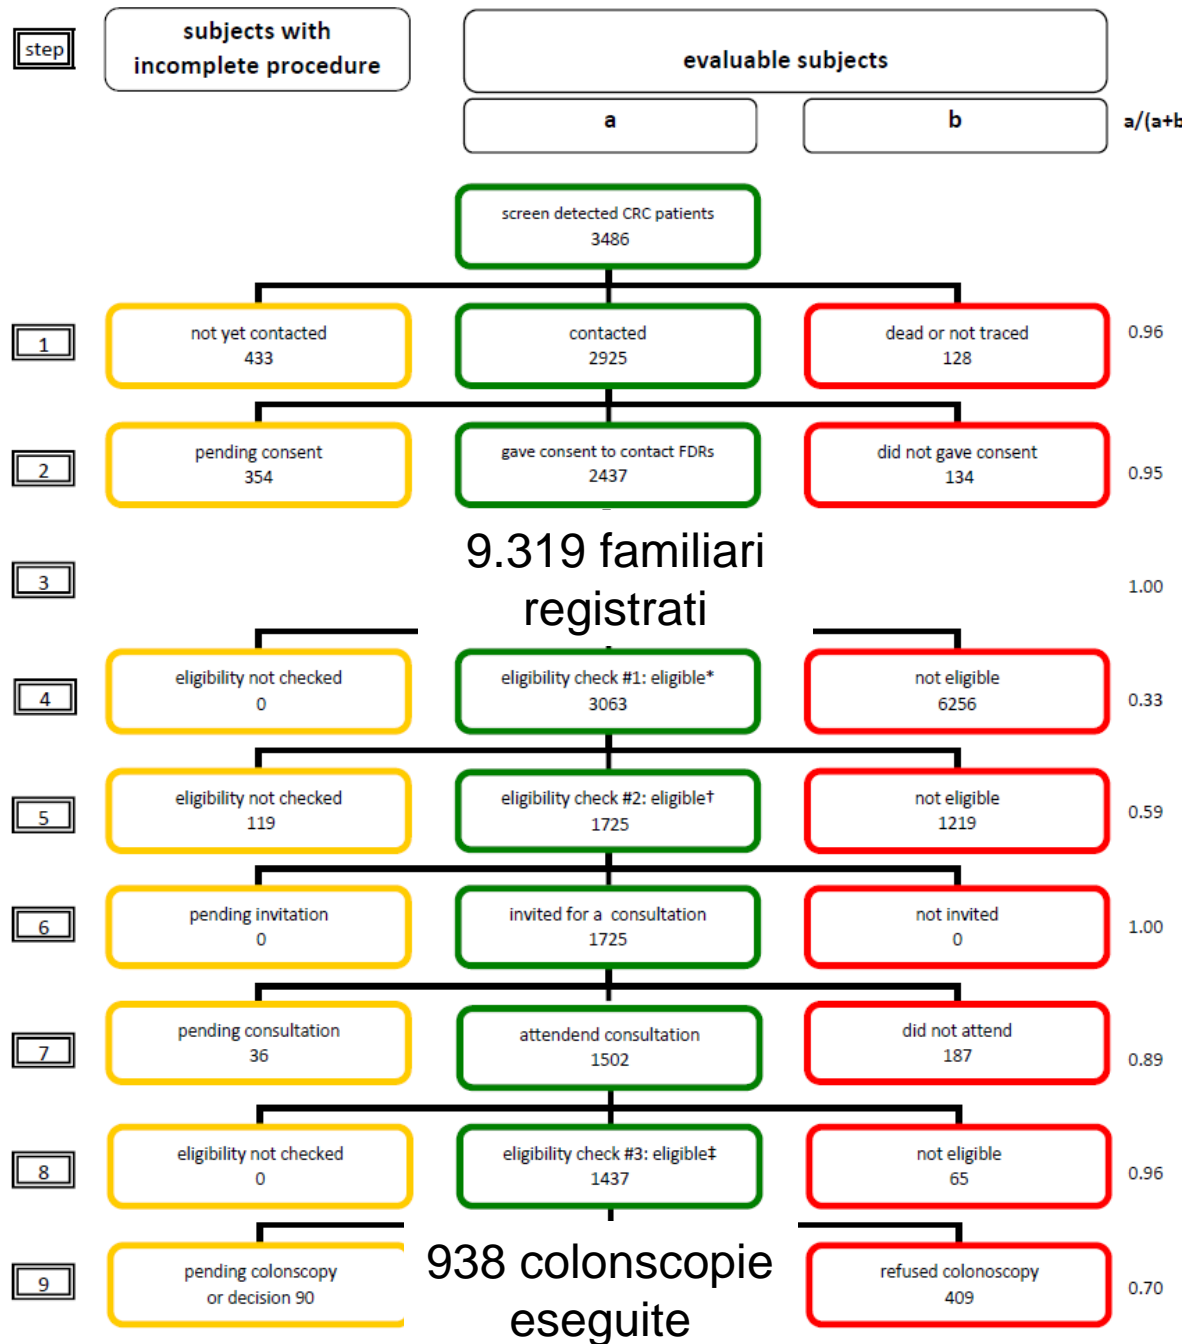 step
subjects with
incomplete procedure
evaluable subjects
a
b
a/(a+b
screen detected CRC patients
3486
1
not yet contacted
433
contacted
2925
dead or not traced
128
0.96
2
pending consent
354
gave consent to contact FDRs
2437
did not gave consent
134
0.95
3
9.319 familiari
registrati
1.00
4
eligibility not checked
0
eligibility check #1: eligible*
3063
not eligible
6256
0.33
5
eligibility not checked
119
eligibility check #2: eligible†
1725
not eligible
1219
0.59
6
pending invitation
0
invited for a consultation
1725
not invited
0
1.00
7
pending consultation
36
attendend consultation
1502
did not attend
187
0.89
8
eligibility not checked
0
eligibility check #3: eligible‡
1437
not eligible
65
0.96
9
pending colonscopy
or decision 90
938 colonscopie
eseguite
refused colonoscopy
409
0.70